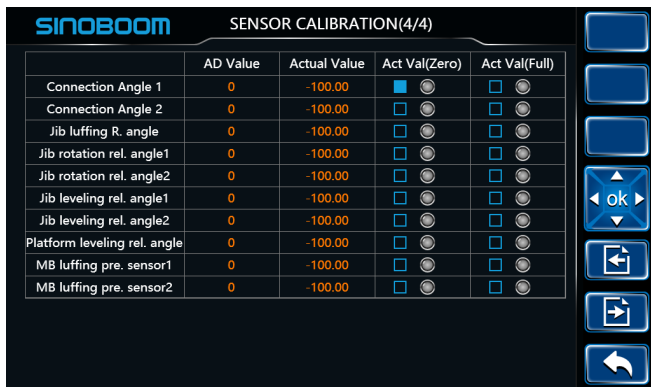 SINOBOOM SENSOR CALIBRATION(4/4)
AD Value Actual Value Act Val(Zero) Act Val(Full)
Connection Angle 1 0 -100.00
Connection Angle 2 0 -100.00
Jib luffing R. angle 0 -100.00
Jib rotation rel. angle1 0 -100.00
Jib rotation rel. angle2 0 -100.00
Jib leveling rel. angle1 0 -100.00
Jib leveling rel. angle2 0 -100.00
Platform leveling rel. angle 0 -100.00
MB luffing pre. sensor1 0 -100.00
MB luffing pre. sensor2 0 -100.00
ok